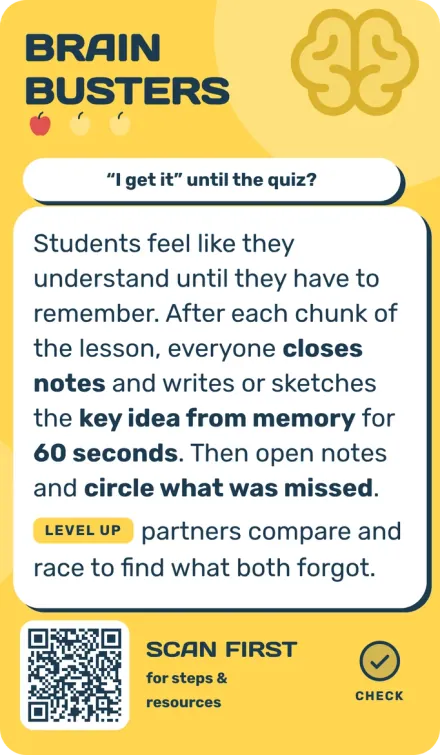 BRAIN
BUSTERS
“I get it” until the quiz?
Students feel like they
understand until they have to
remember. After each chunk of
the lesson, everyone closes
notes and writes or sketches
the key idea from memory for
60 seconds. Then open notes
and circle what was missed.
LEVEL UP partners compare and
race to find what both forgot.
SCAN FIRST
for steps &
resources
CHECK